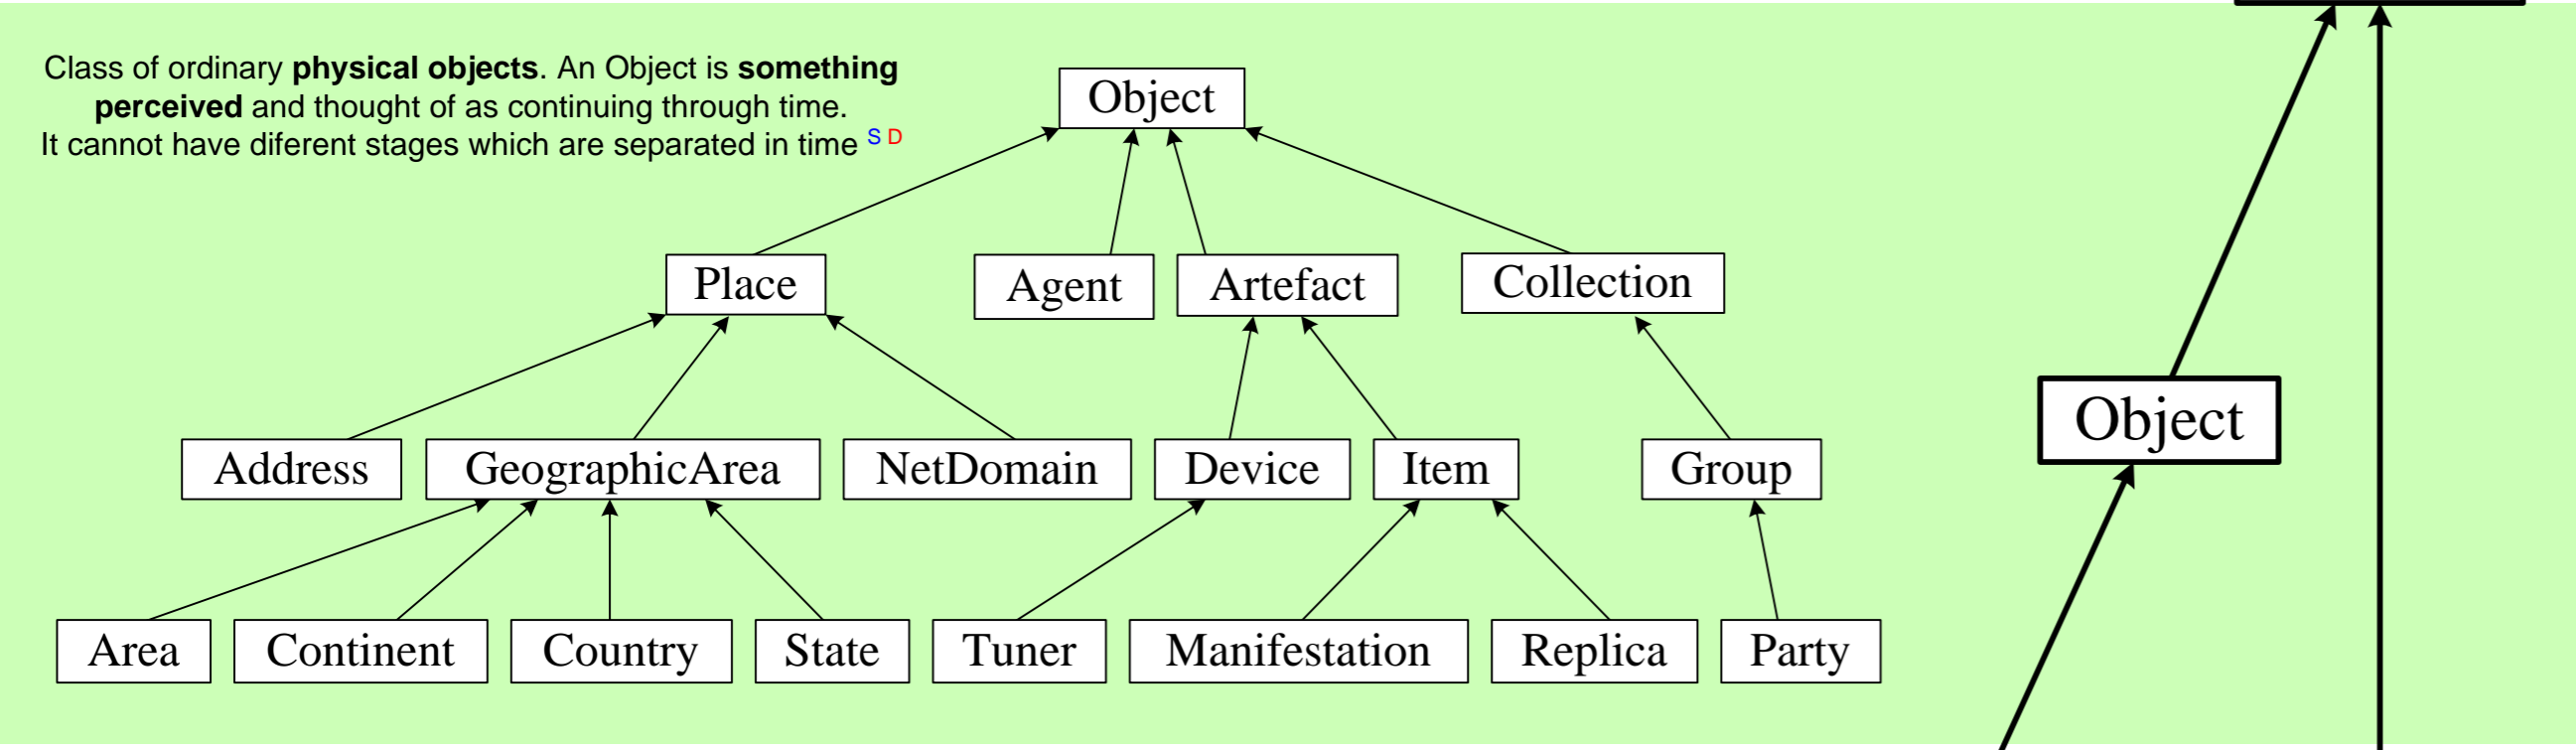 Class of ordinary physical objects. An Object is something
perceived and thought of as continuing through time.
It cannot have diferent stages which are separated in time S D
Object
Place
Agent
Artefact
Collection
Object
Address
GeographicArea
NetDomain
Device
Item
Group
Area
Continent
Country
State
Tuner
Manifestation
Replica
Party